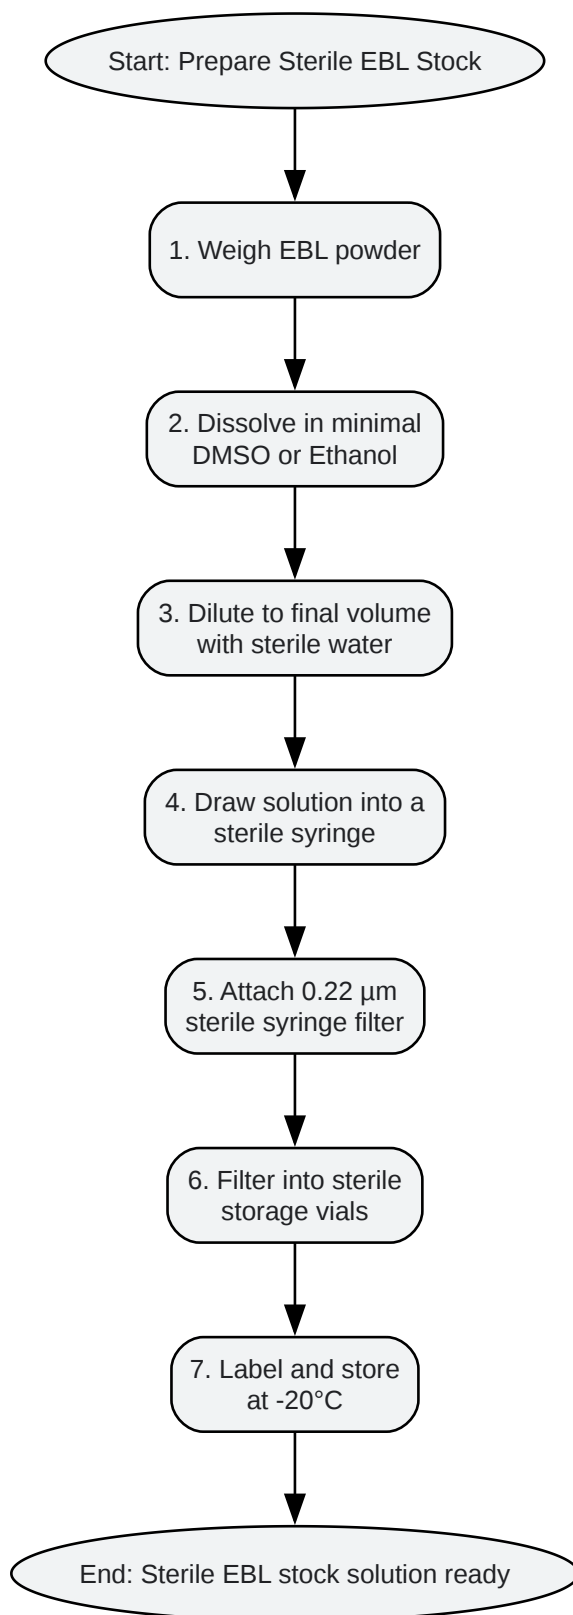 Start: Prepare Sterile EBL Stock
1. Weigh EBL powder
2. Dissolve in minimal
DMSO or Ethanol
3. Dilute to final volume
with sterile water
4. Draw solution into a
sterile syringe
5. Attach 0.22 µm
sterile syringe filter
6. Filter into sterile
storage vials
7. Label and store
at -20°C
End: Sterile EBL stock solution ready